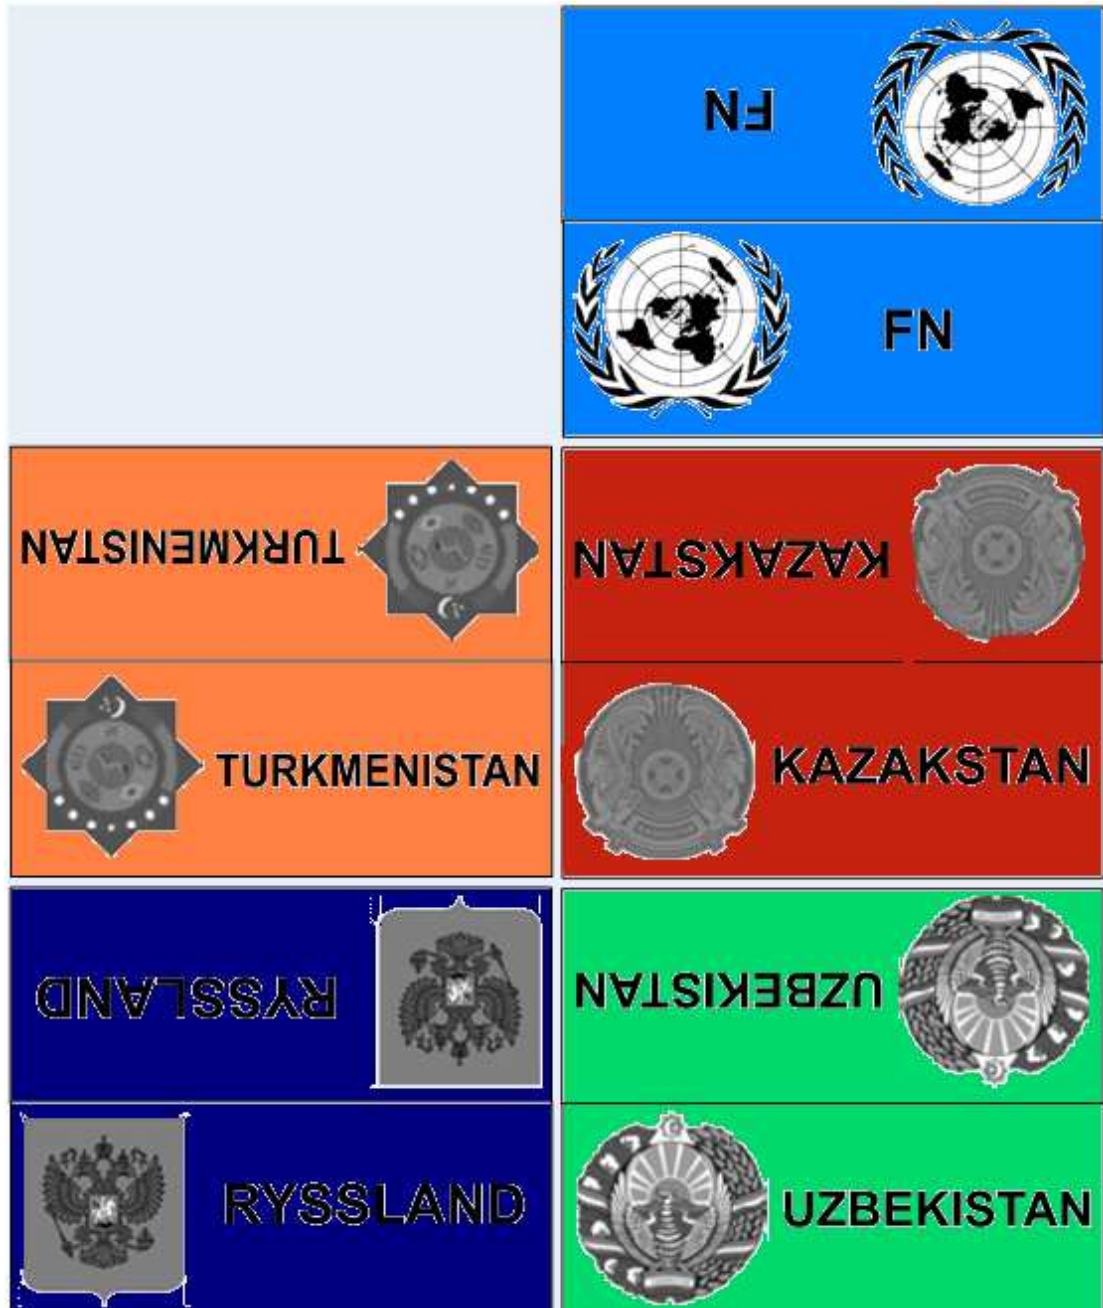 FN
FN
TURKMENISTAN
KAZAKSTAN
TURKMENISTAN
KAZAKSTAN
RYSSLAND
UZBEKISTAN
RYSSLAND
UZBEKISTAN